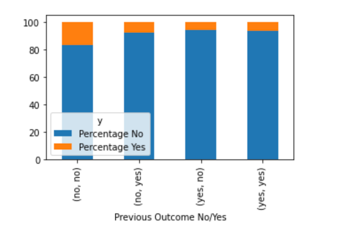 100
80
60
40
20
0
y
Percentage No
Percentage Yes
(no, no)
(no, yes)
(yes, no)
(yes, yes)
Previous Outcome No/Yes